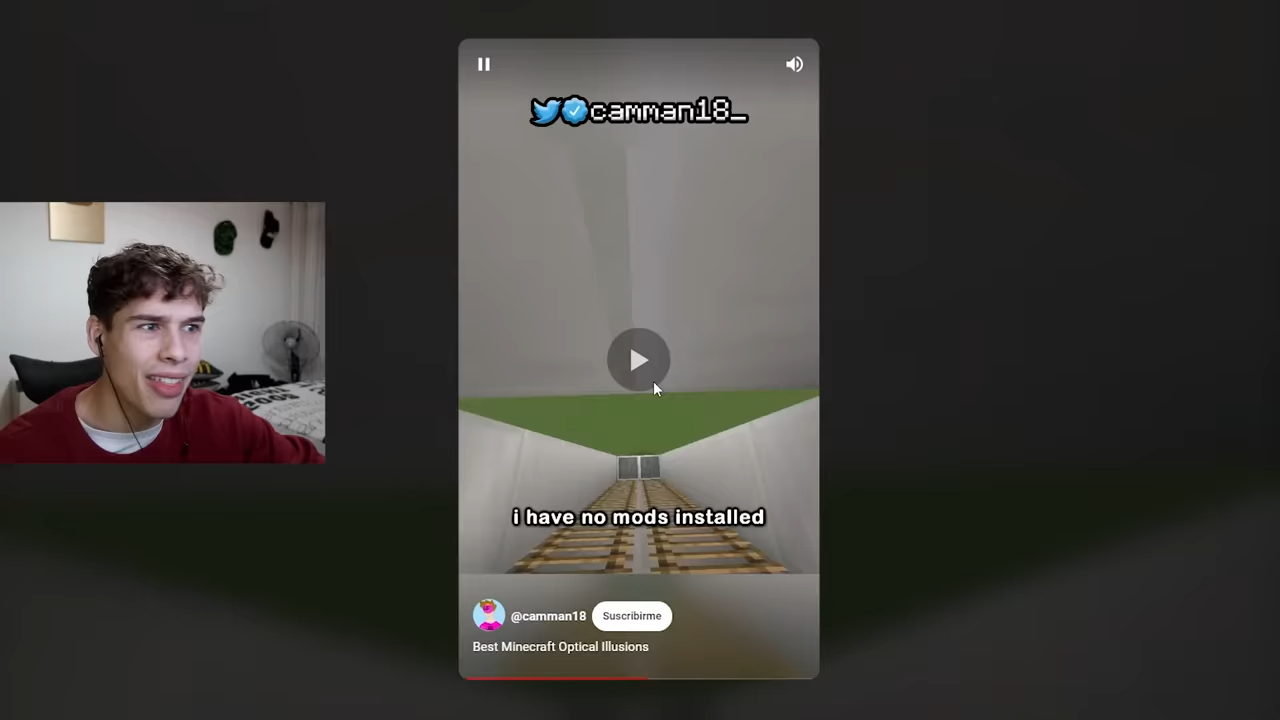 camman18_
i have no mods installed
@camman18 Suscribirme
Best Minecraft Optical Illusions